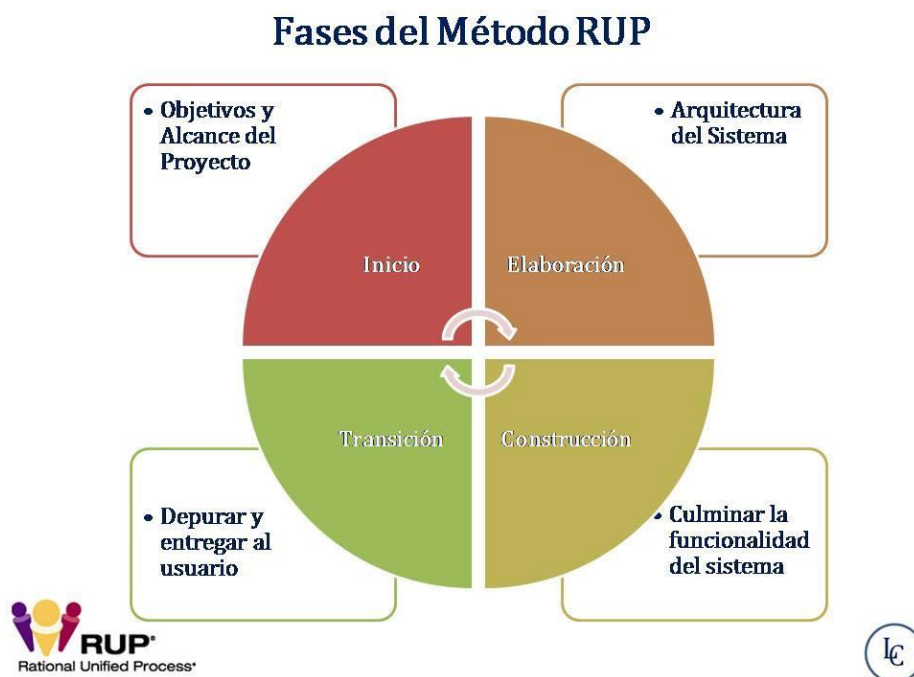 Fases del Método RUP
• Objetivos y
Alcance del
Proyecto
• Arquitectura
del Sistema
Inicio
Elaboración
Transición
Construcción
• Depurar y
entregar al
usuario
• Culminar la
funcionalidad
del sistema
RUP®
Rational Unified Process®
LC